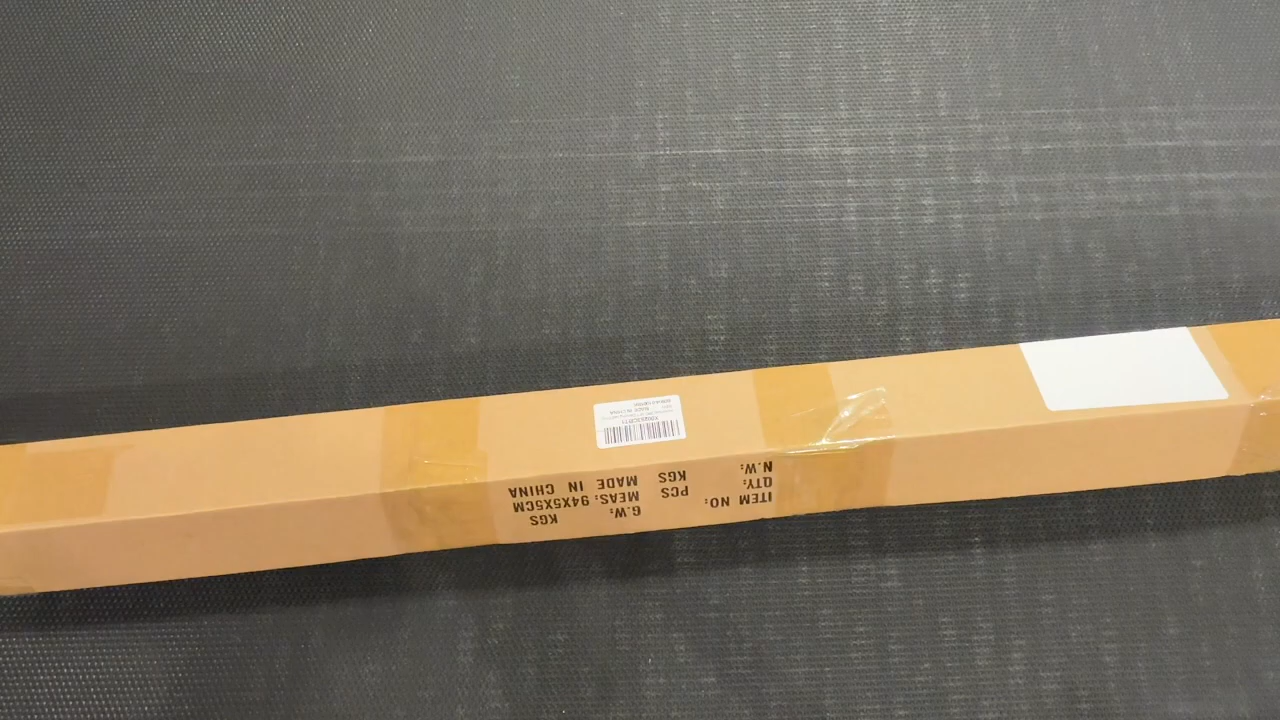 ITEM NO:
QTY: PCS
N.W: KGS
G.W: KGS
MEAS: 94X5X5CM
MADE IN CHINA